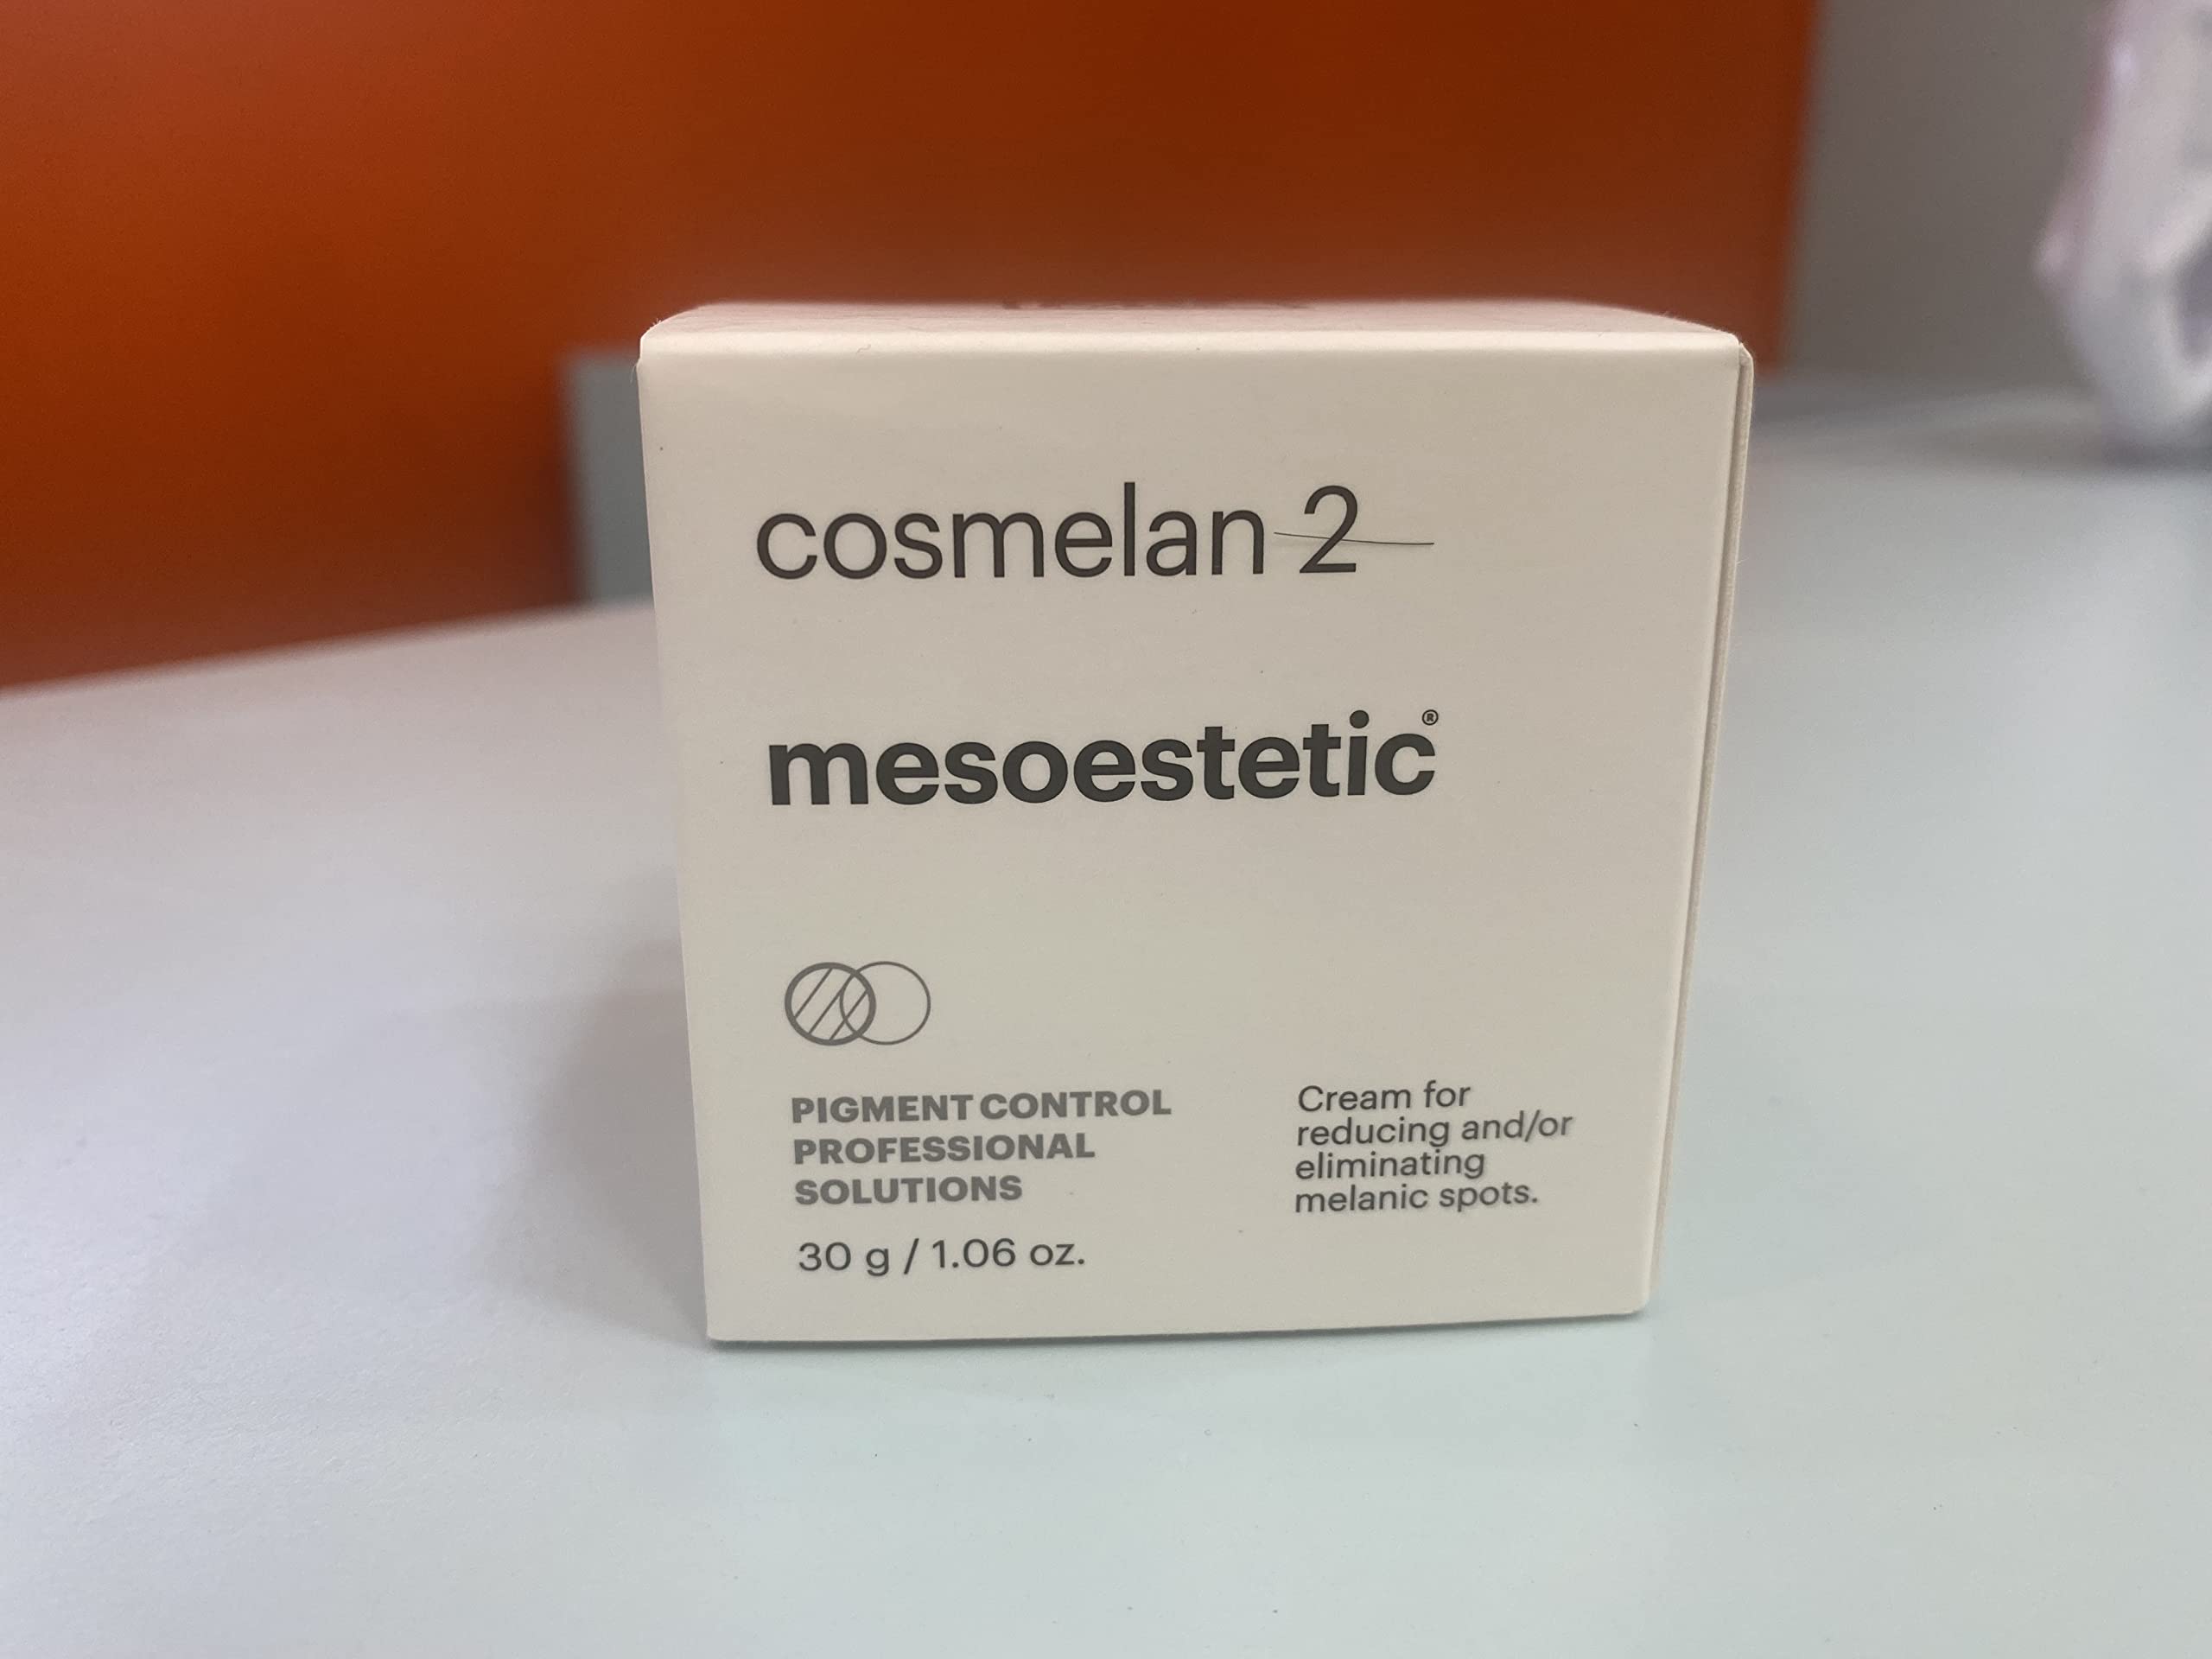 cosmelan 2
mesoestetic®
PIGMENT CONTROL
PROFESSIONAL
SOLUTIONS
30 g / 1.06 oz.
Cream for
reducing and/or
eliminating
melanic spots.